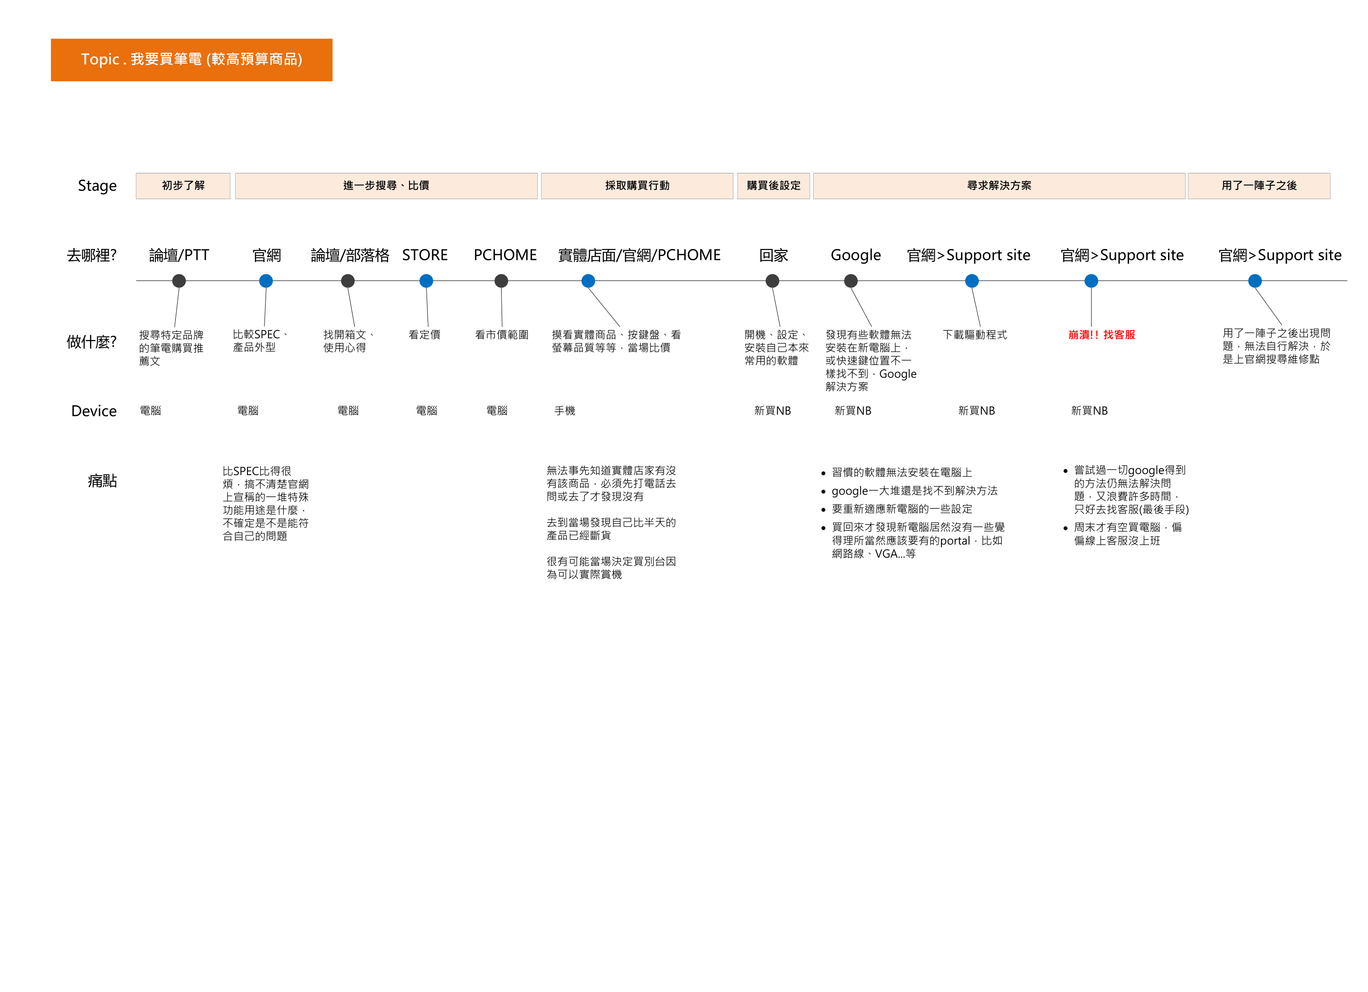 Topic . 我要買筆電 (較高預算商品)
Stage
初步了解
進一步搜尋、比價
採取購買行動
購買後設定
尋求解決方案
用了一陣子之後
去哪裡?
論壇/PTT
官網
論壇/部落格
STORE
PCHOME
實體店面/官網/PCHOME
回家
Google
官網>Support site
官網>Support site
官網>Support site
做什麼?
搜尋特定品牌
的筆電購買推
薦文
比較SPEC、
產品外型
找開箱文、
使用心得
看定價
看市價範圍
摸看實體商品、按鍵盤、看
螢幕品質等等，當場比價
開機、設定、
安裝自己本來
常用的軟體
發現有些軟體無法
安裝在新電腦上，
或快速鍵位置不一
樣找不到，Google
解決方案
下載驅動程式
崩潰!! 找客服
用了一陣子之後出現問
題，無法自行解決，於
是上官網搜尋維修點
Device
電腦
電腦
電腦
電腦
電腦
手機
新買NB
新買NB
新買NB
新買NB
痛點
比SPEC比得很
煩，搞不清楚官網
上宣稱的一堆特殊
功能用途是什麼，
不確定是不是能符
合自己的問題
無法事先知道實體店家有沒
有該商品，必須先打電話去
問或去了才發現沒有
去到當場發現自己比半天的
產品已經斷貨
很有可能當場決定買別台因
為可以實際賞機
• 習慣的軟體無法安裝在電腦上
• google一大堆還是找不到解決方法
• 要重新適應新電腦的一些設定
• 買回來才發現新電腦居然沒有一些覺
得理所當然應該要有的portal，比如
網路線、VGA...等
• 嘗試過一切google得到
的方法仍無法解決問
題，又浪費許多時間，
只好去找客服(最後手段)
• 周末才有空買電腦，偏
偏線上客服沒上班